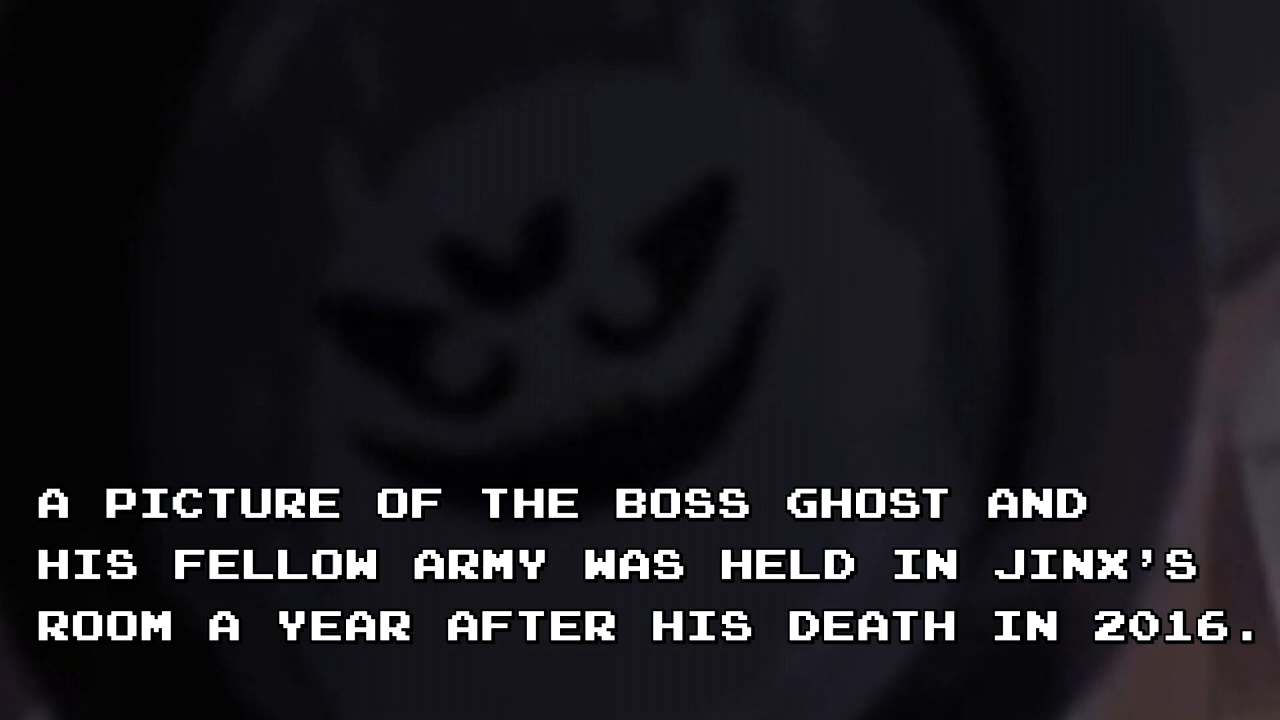 A PICTURE OF THE BOSS GHOST AND
HIS FELLOW ARMY WAS HELD IN JINX'S
ROOM A YEAR AFTER HIS DEATH IN 2016.